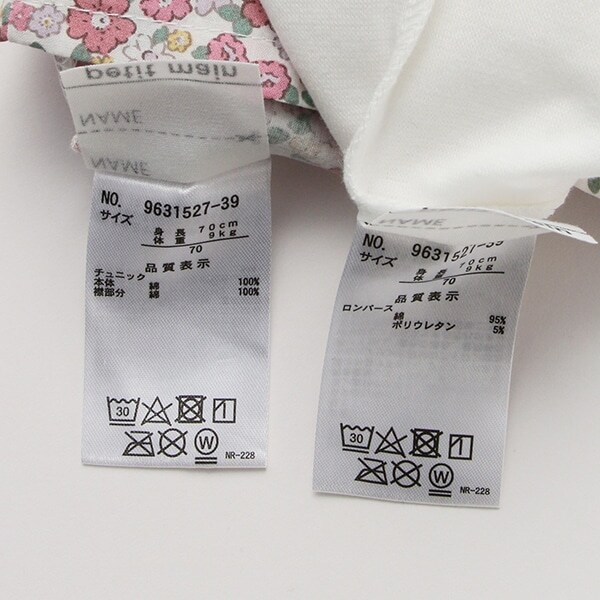 petit main
NAME
NAME
NO. 9631527-39
サイズ
身長 70cm
体重 9kg
70
品質表示
チュニック
本体 綿 100%
襟部分 綿 100%
30
1
W
NR-228
NAME
NO. 9631527-39
サイズ
身長 70cm
体重 9kg
70
品質表示
ロンパース
綿 95%
ポリウレタン 5%
30
1
W
NR-228